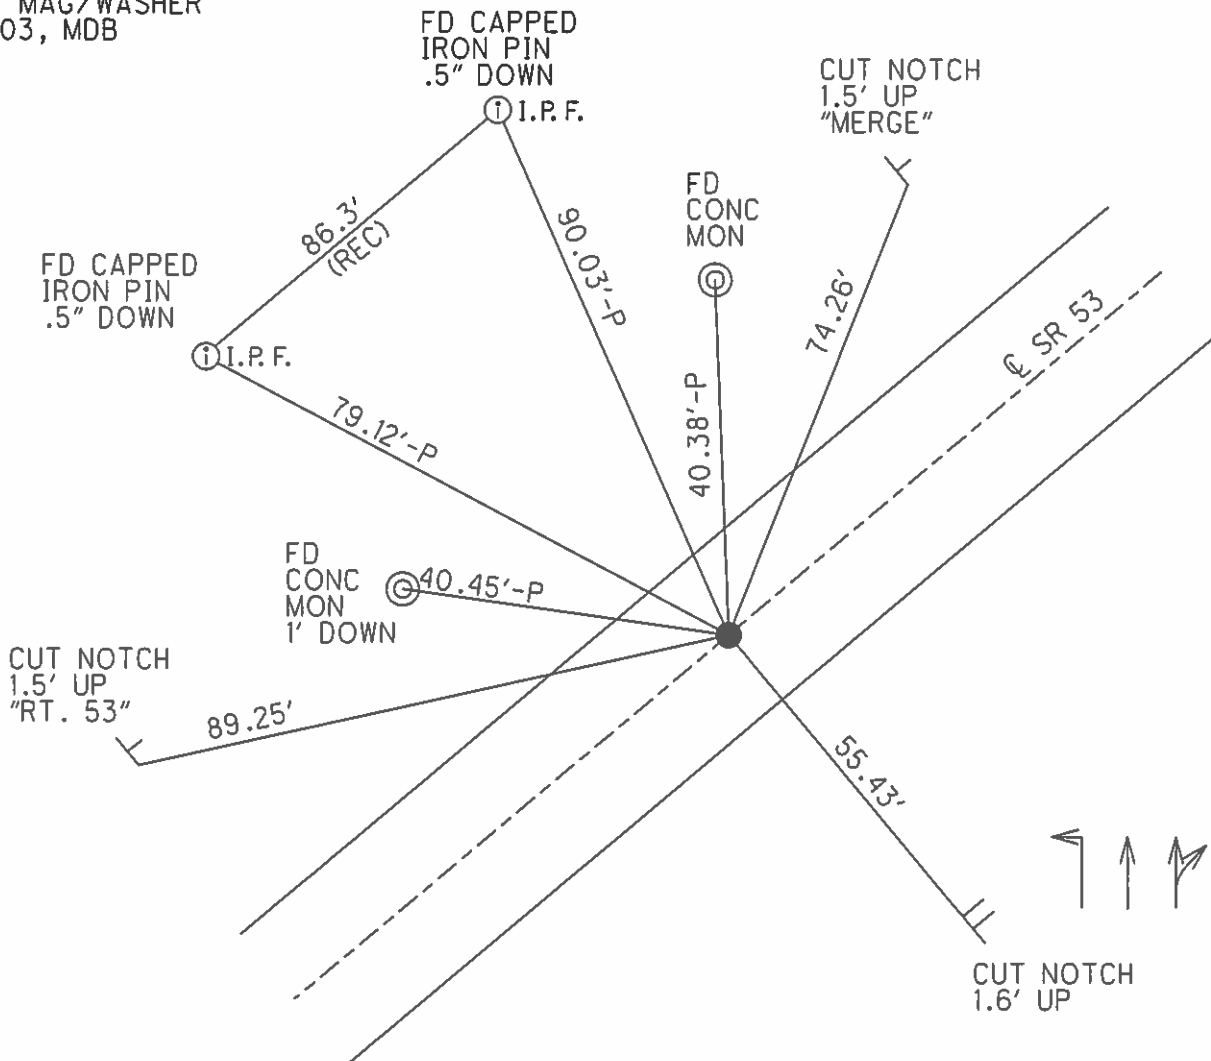 MAG/WASHER
03, MDB
FD CAPPED
IRON PIN
.5" DOWN
I.P.F.
CUT NOTCH
1.5' UP
"MERGE"
FD
CONC
MON
86.3'
(REC)
90.03'-P
74.26'
FD CAPPED
IRON PIN
.5" DOWN
I.P.F.
℄ SR 53
79.12'-P
40.38'-P
FD
CONC
MON
1' DOWN
40.45'-P
CUT NOTCH
1.5' UP
"RT. 53"
89.25'
55.43'
CUT NOTCH
1.6' UP